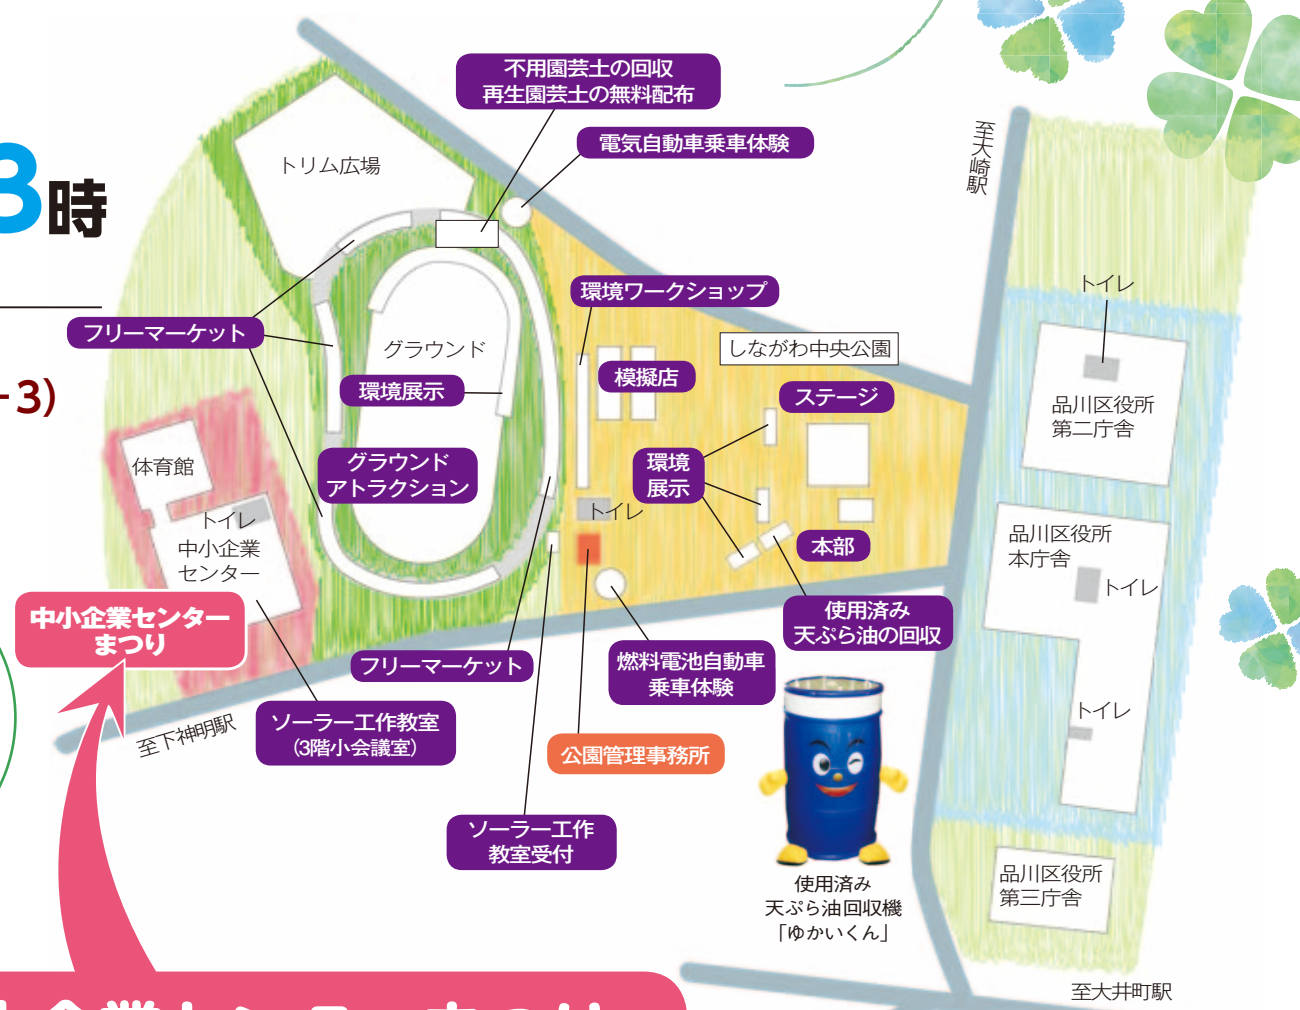 3時
-3)
不用園芸土の回収
再生園芸土の無料配布
電気自動車乗車体験
トリム広場
至大崎駅
フリーマーケット
環境ワークショップ
グラウンド
模擬店
しながわ中央公園
環境展示
ステージ
トイレ
品川区役所
第二庁舎
体育館
グラウンド
アトラクション
環境
展示
トイレ
トイレ
中小企業
センター
本部
品川区役所
本庁舎
トイレ
中小企業センター
まつり
使用済み
天ぷら油の回収
フリーマーケット
燃料電池自動車
乗車体験
至下神明駅
ソーラー工作教室
(3階小会議室)
公園管理事務所
トイレ
ソーラー工作
教室受付
使用済み
天ぷら油回収機
「ゆかいくん」
品川区役所
第三庁舎
至大井町駅